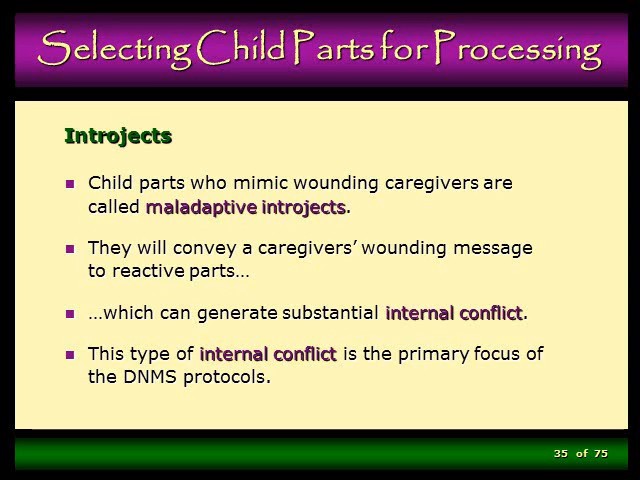 Selecting Child Parts for Processing
Introjects
Child parts who mimic wounding caregivers are
called maladaptive introjects.
They will convey a caregivers’ wounding message
to reactive parts…
…which can generate substantial internal conflict.
This type of internal conflict is the primary focus of
the DNMS protocols.
35 of 75